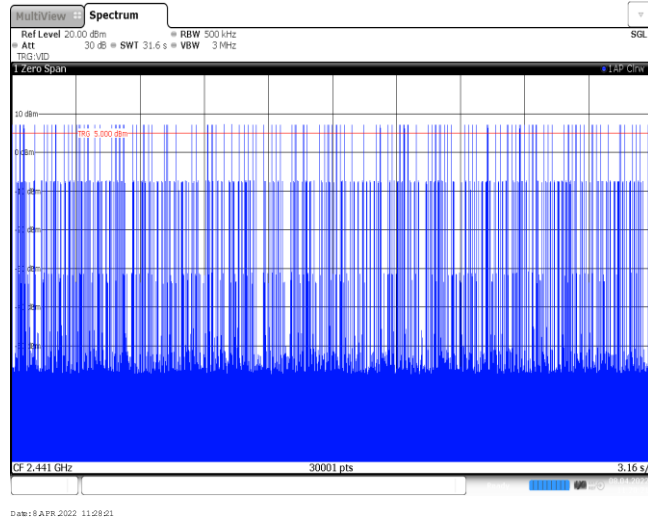 MultiView Spectrum
Ref Level 20.00 dBm RBW 500 kHz SGL
Att 30 dB SWT 31.6 s VBW 3 MHz
TRG:VID
1 Zero Span 1AP Clrw
10 dBm
TRG 5.000 dBm
0 dBm
CF 2.441 GHz 30001 pts 3.16 s/
Date: 8 APR 2022 11:28:21